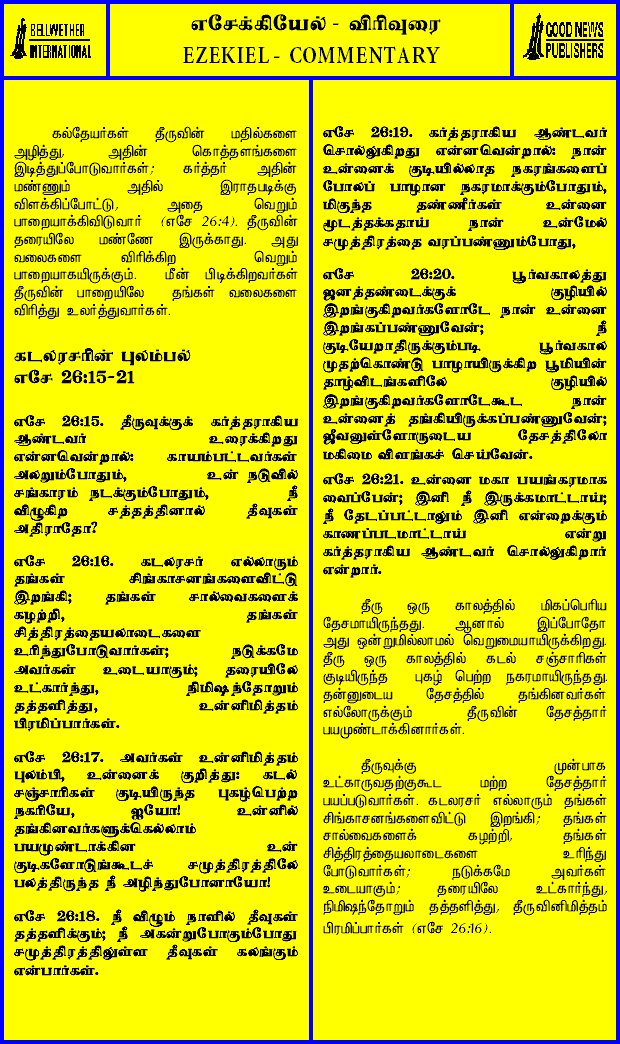 BELLWETHER
INTERNATIONAL
எசேக்கியேல் - விரிவுரை
EZEKIEL - COMMENTARY
GOOD NEWS
PUBLISHERS
கல்தேயர்கள் தீருவின் மதில்களை
அழித்து, அதின் கொத்தளங்களை
இடித்துப்போடுவார்கள்; கர்த்தர் அதின்
மண்ணும் அதில் இராதபடிக்கு
விளக்கிப்போட்டு, அதை வெறும்
பாறையாக்கிவிடுவார் (எசே 26:4). தீருவின்
தரையிலே மண்ணே இருக்காது. அது
வலைகளை விரிக்கிற வெறும்
பாறையாகயிருக்கும். மீன் பிடிக்கிறவர்கள்
தீருவின் பாறையிலே தங்கள் வலைகளை
விரித்து உலர்த்துவார்கள்.
கடலரசரின் புலம்பல்
எசே 26:15-21
எசே 26:15. தீருவுக்குக் கர்த்தராகிய
ஆண்டவர் உரைக்கிறது
என்னவென்றால்: காயம்பட்டவர்கள்
அலறும்போதும், உன் நடுவில்
சங்காரம் நடக்கும்போதும், நீ
விழுகிற சத்தத்தினால் தீவுகள்
அதிராதோ?
எசே 26:16. கடலரசர் எல்லாரும்
தங்கள் சிங்காசனங்களைவிட்டு
இறங்கி; தங்கள் சால்வைகளைக்
கழற்றி, தங்கள்
சித்திரத்தையலாடைகளை
உரிந்துபோடுவார்கள்; நடுக்கமே
அவர்கள் உடையாகும்; தரையிலே
உட்கார்ந்து, நிமிஷந்தோறும்
தத்தளித்து, உன்னிமித்தம்
பிரமிப்பார்கள்.
எசே 26:17. அவர்கள் உன்னிமித்தம்
புலம்பி, உன்னைக் குறித்து: கடல்
சஞ்சாரிகள் குடியிருந்த புகழ்பெற்ற
நகரியே, ஐயோ! உன்னில்
தங்கினவர்களுக்கெல்லாம்
பயமுண்டாக்கின உன்
குடிகளோடுங்கூடச் சமுத்திரத்திலே
பலத்திருந்த நீ அழிந்துபோனாயோ!
எசே 26:18. நீ விழும் நாளில் தீவுகள்
தத்தளிக்கும்; நீ அகன்றுபோகும்போது
சமுத்திரத்திலுள்ள தீவுகள் கலங்கும்
என்பார்கள்.
எசே 26:19. கர்த்தராகிய ஆண்டவர்
சொல்லுகிறது என்னவென்றால்: நான்
உன்னைக் குடியில்லாத நகரங்களைப்
போலப் பாழான நகரமாக்கும்போதும்,
மிகுந்த தண்ணீர்கள் உன்னை
மூடத்தக்கதாய் நான் உன்மேல்
சமுத்திரத்தை வரப்பண்ணும்போது,
எசே 26:20. பூர்வகாலத்து
ஜனத்தண்டைக்குக் குழியில்
இறங்குகிறவர்களோடே நான் உன்னை
இறங்கப்பண்ணுவேன்; நீ
குடியேறாதிருக்கும்படி பூர்வகால
முதற்கொண்டு பாழாயிருக்கிற பூமியின்
தாழ்விடங்களிலே குழியில்
இறங்குகிறவர்களோடேகூட நான்
உன்னைத் தங்கியிருக்கப்பண்ணுவேன்;
ஜீவனுள்ளோருடைய தேசத்திலோ
மகிமை விளங்கச் செய்வேன்.
எசே 26:21. உன்னை மகா பயங்கரமாக
வைப்பேன்; இனி நீ இருக்கமாட்டாய்;
நீ தேடப்பட்டாலும் இனி என்றைக்கும்
காணப்படமாட்டாய் என்று
கர்த்தராகிய ஆண்டவர் சொல்லுகிறார்
என்றார்.
தீரு ஒரு காலத்தில் மிகப்பெரிய
தேசமாயிருந்தது. ஆனால் இப்போதோ
அது ஒன்றுமில்லாமல் வெறுமையாயிருக்கிறது.
தீரு ஒரு காலத்தில் கடல் சஞ்சாரிகள்
குடியிருந்த புகழ் பெற்ற நகரமாயிருந்தது.
தன்னுடைய தேசத்தில் தங்கினவர்கள்
எல்லோருக்கும் தீருவின் தேசத்தார்
பயமுண்டாக்கினார்கள்.
தீருவுக்கு முன்பாக
உட்காருவதற்குகூட மற்ற தேசத்தார்
பயப்படுவார்கள். கடலரசர் எல்லாரும் தங்கள்
சிங்காசனங்களைவிட்டு இறங்கி; தங்கள்
சால்வைகளைக் கழற்றி, தங்கள்
சித்திரத்தையலாடைகளை உரிந்து
போடுவார்கள்; நடுக்கமே அவர்கள்
உடையாகும்; தரையிலே உட்கார்ந்து,
நிமிஷந்தோறும் தத்தளித்து, தீருவினிமித்தம்
பிரமிப்பார்கள் (எசே 26:16).